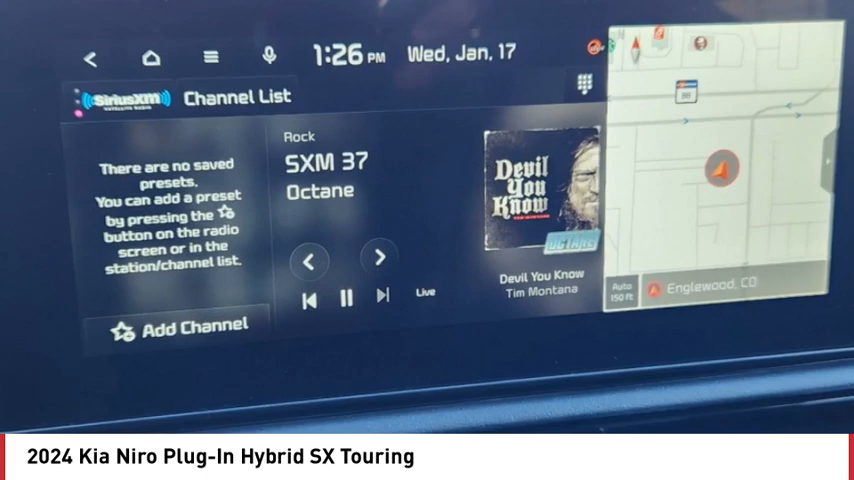 1:26 PM Wed, Jan, 17
SiriusXM Channel List
SATELLITE RADIO
There are no saved
presets.
You can add a preset
by pressing the
button on the radio
screen or in the
station/channel list.
Add Channel
Rock
SXM 37
Octane
Live
Devil
You
Know
OCTANE
Devil You Know
Tim Montana
88
Auto
150 ft
Englewood, CO
2024 Kia Niro Plug-In Hybrid SX Touring